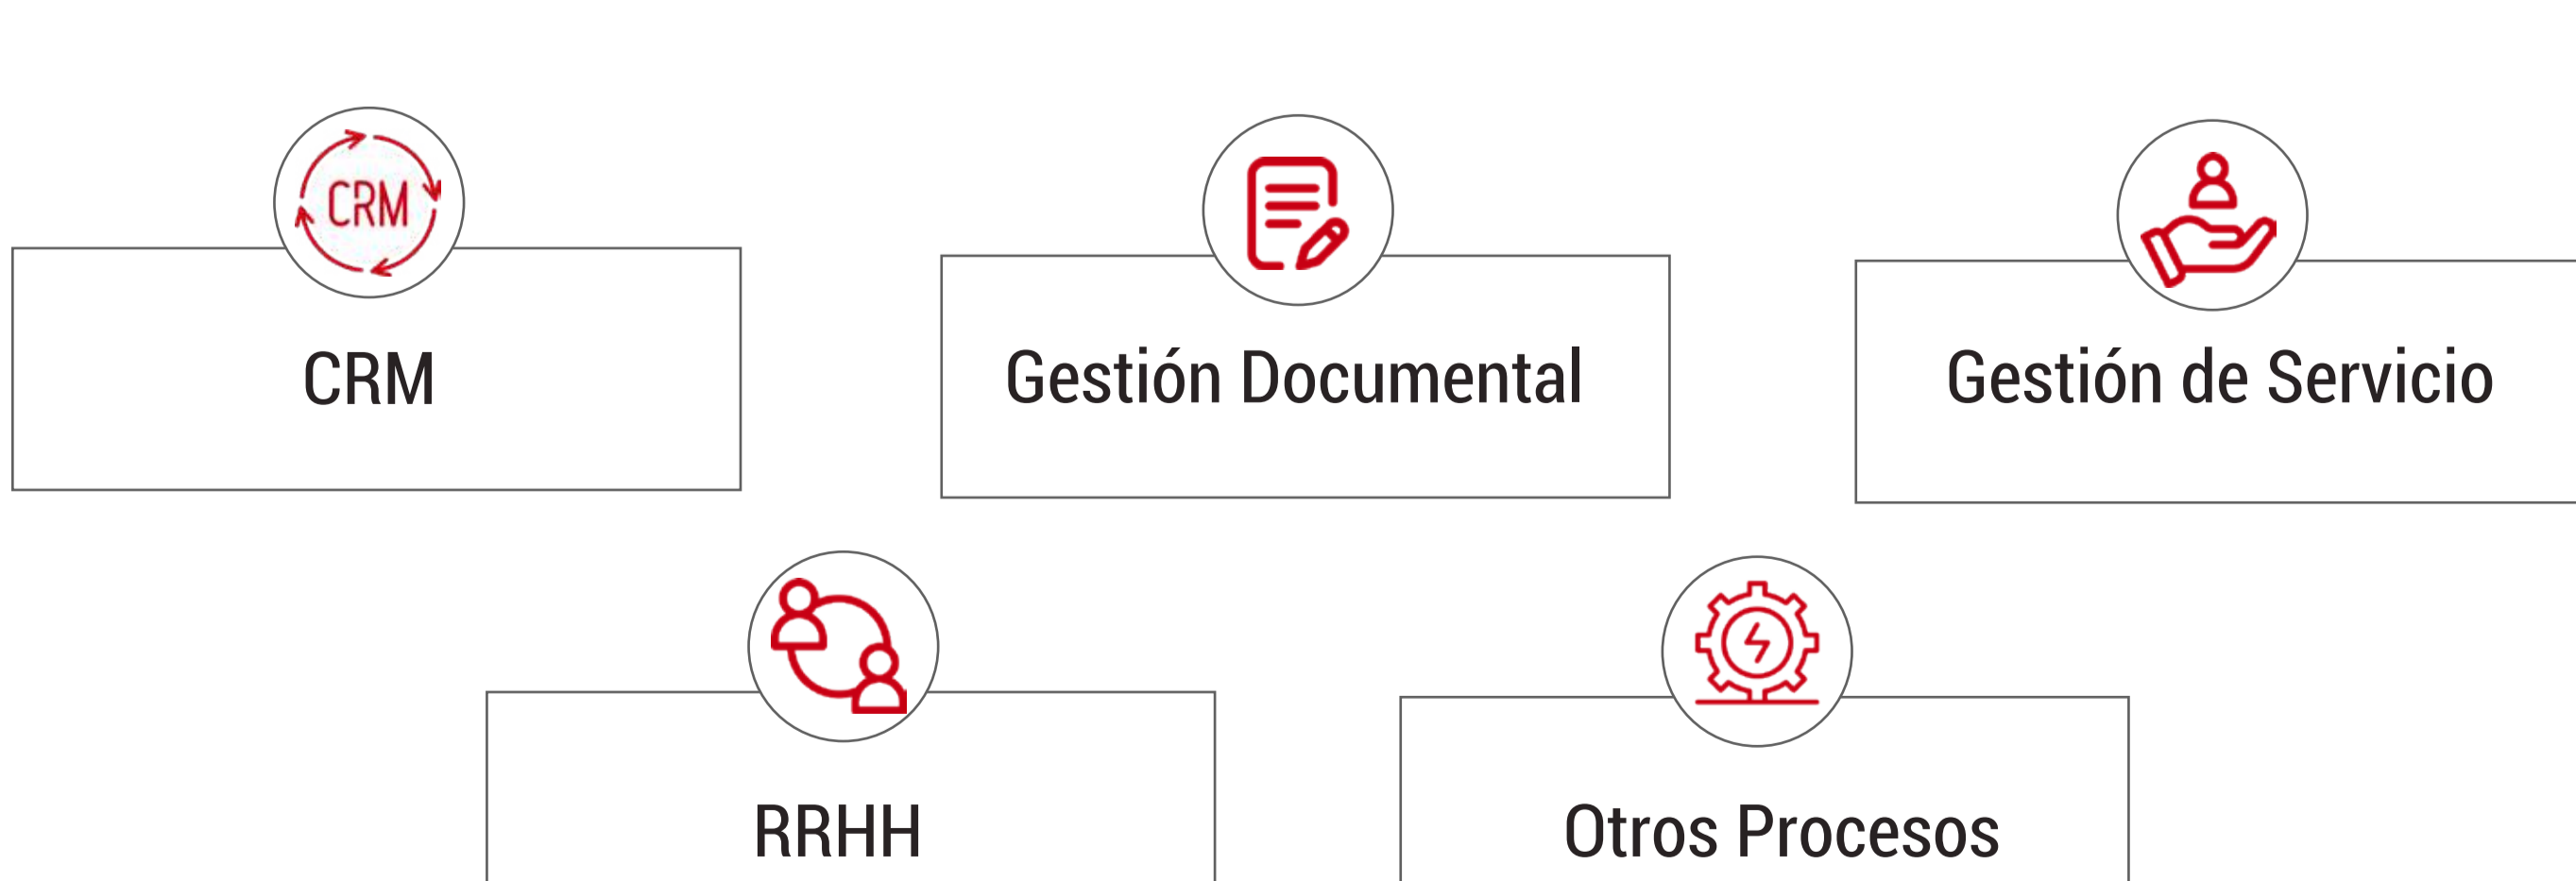 CRM
CRM
Gestión Documental
Gestión de Servicio
RRHH
Otros Procesos